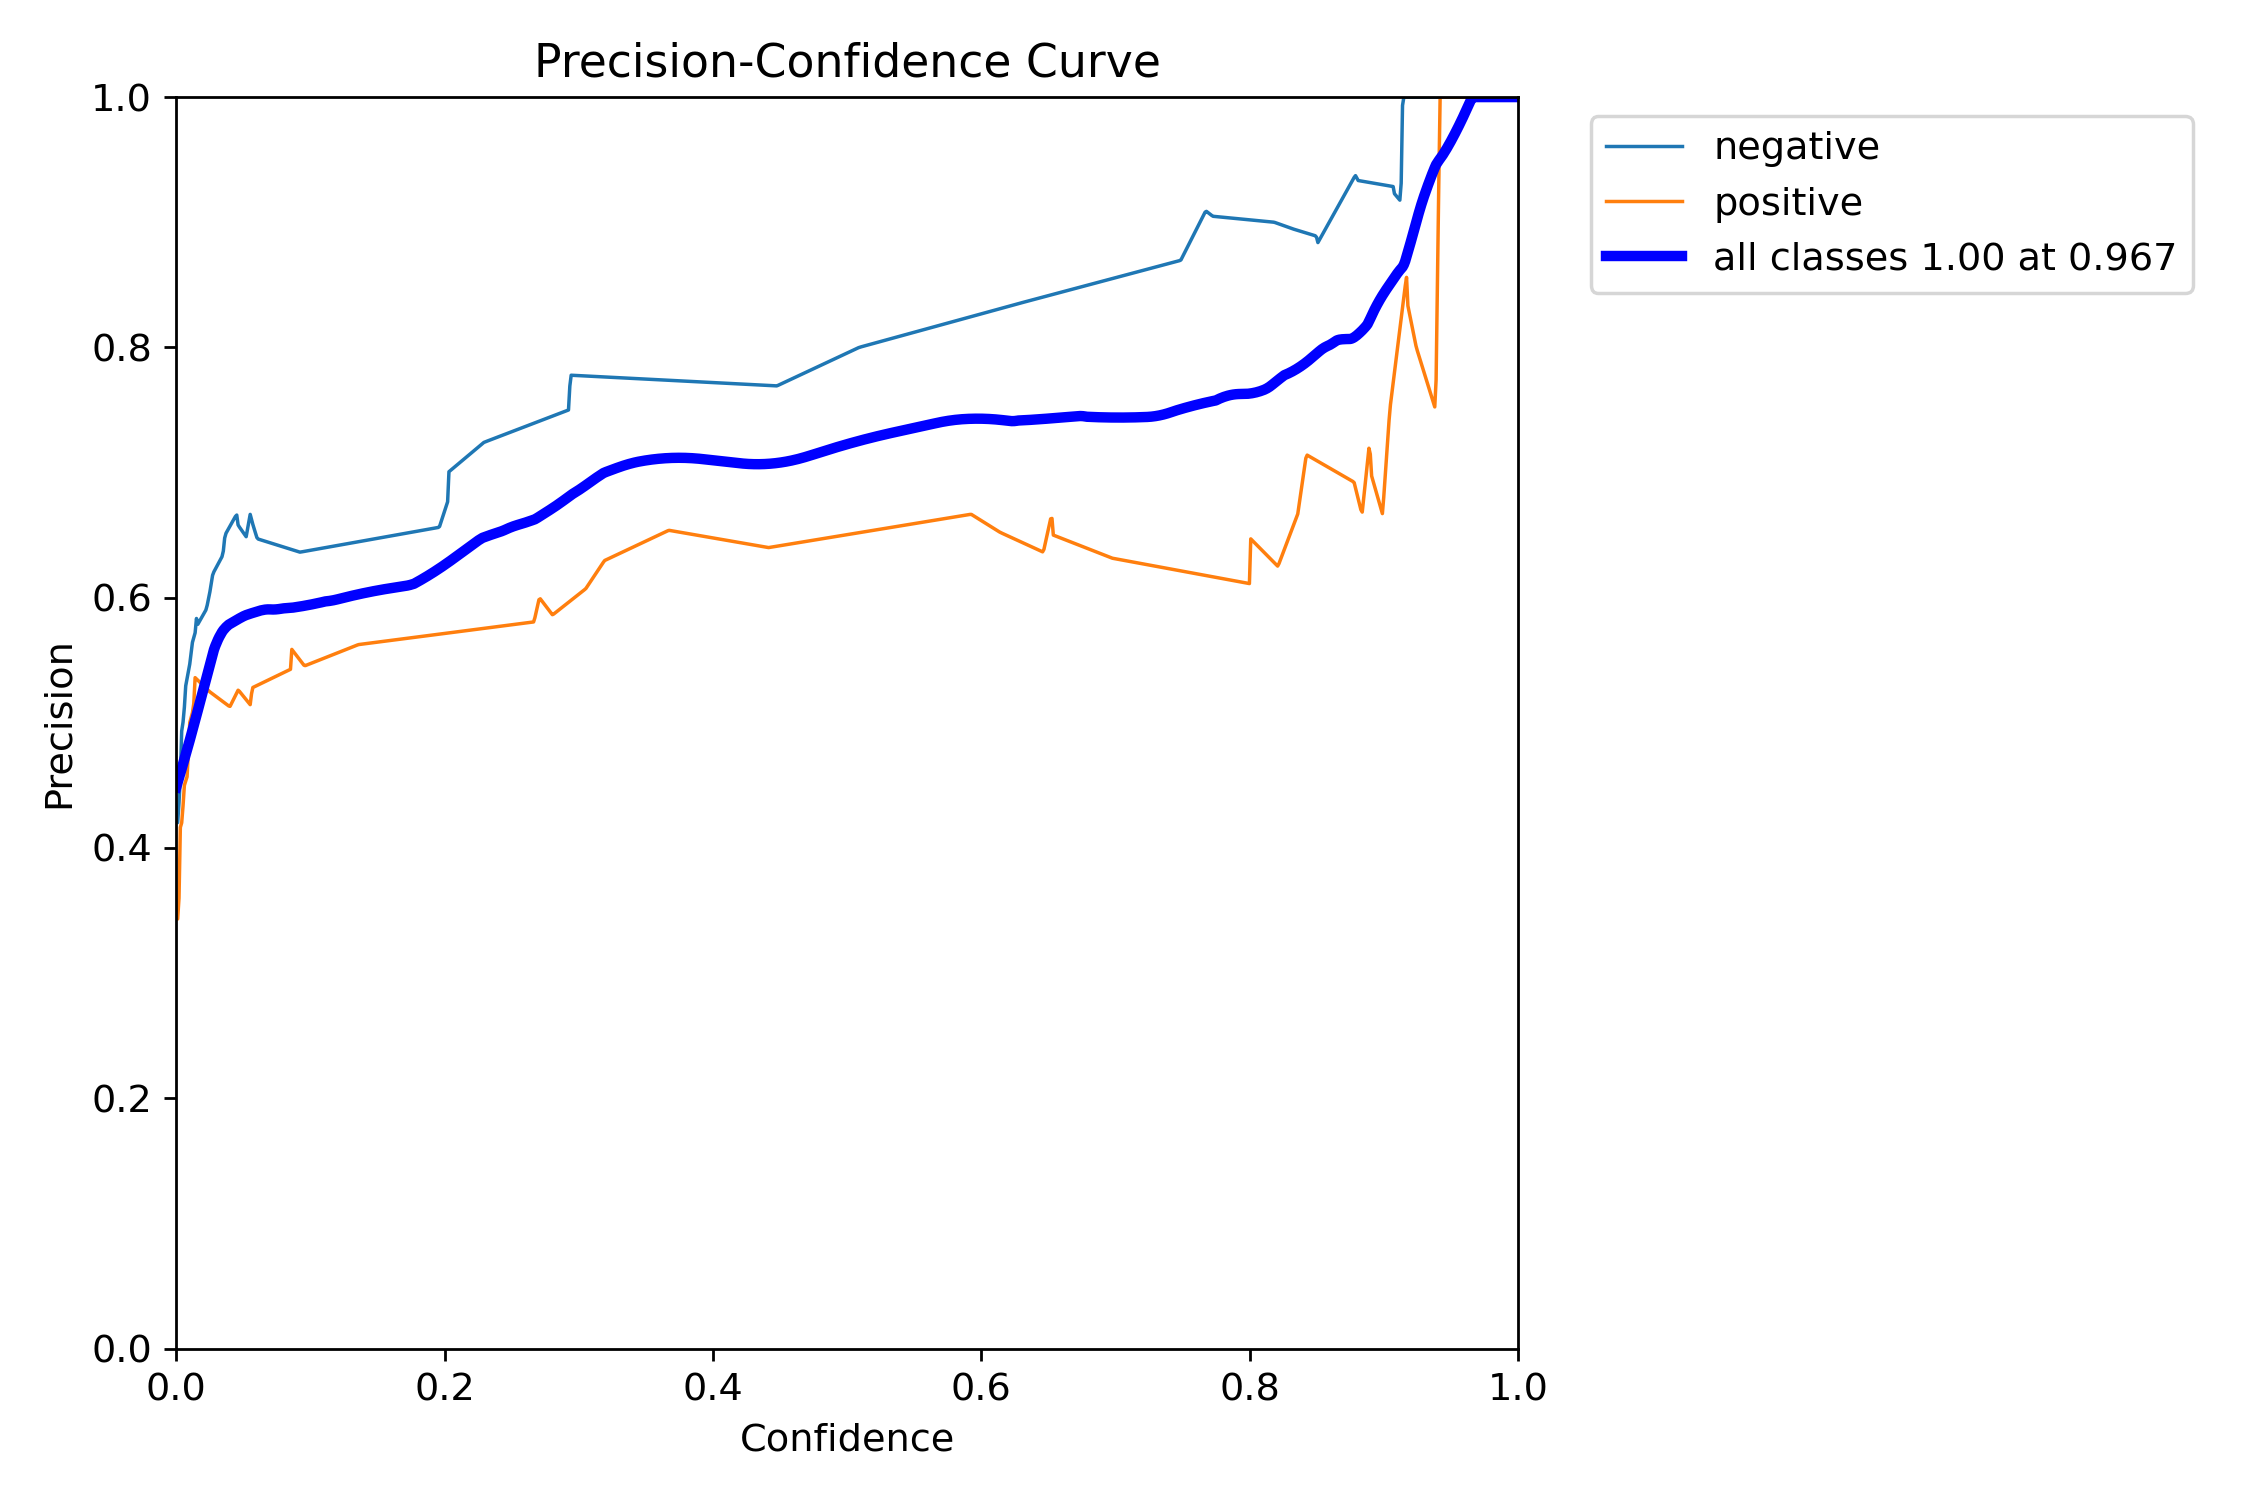 Precision-Confidence Curve
1.0
0.8
0.6
0.4
0.2
0.0
Precision
0.0 0.2 0.4 0.6 0.8 1.0
Confidence
negative
positive
all classes 1.00 at 0.967